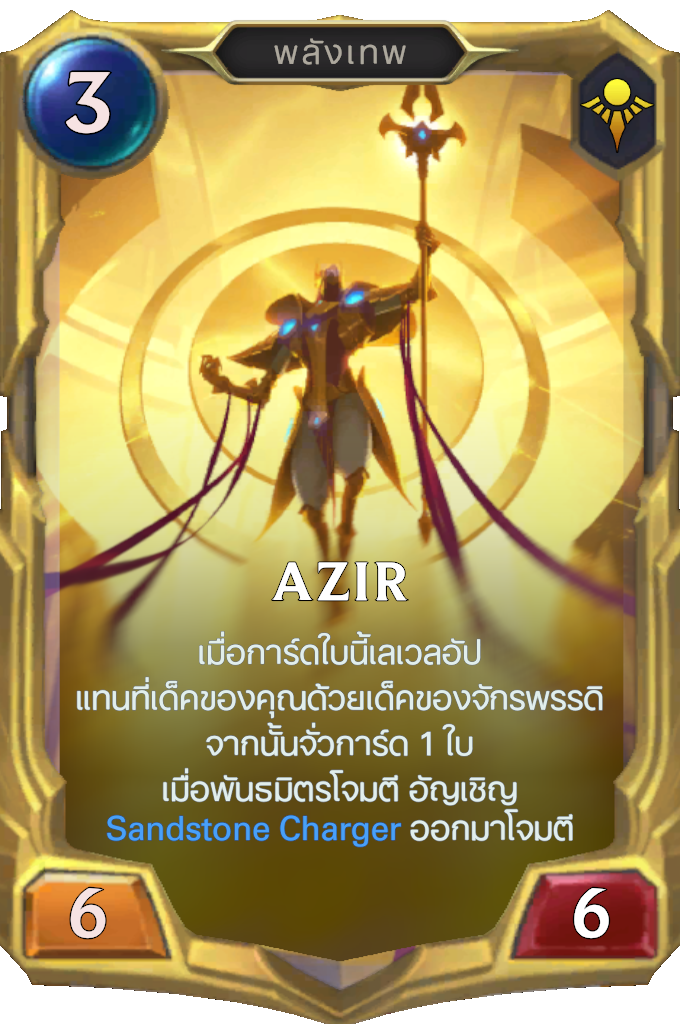 พลังเทพ
3
AZIR
เมื่อการ์ดใบนี้เลเวลอัป
แทนที่เด็คของคุณด้วยเด็คของจักรพรรดิ
จากนั้นจั่วการ์ด 1 ใบ
เมื่อพันธมิตรโจมตี อัญเชิญ
Sandstone Charger ออกมาโจมตี
6
6